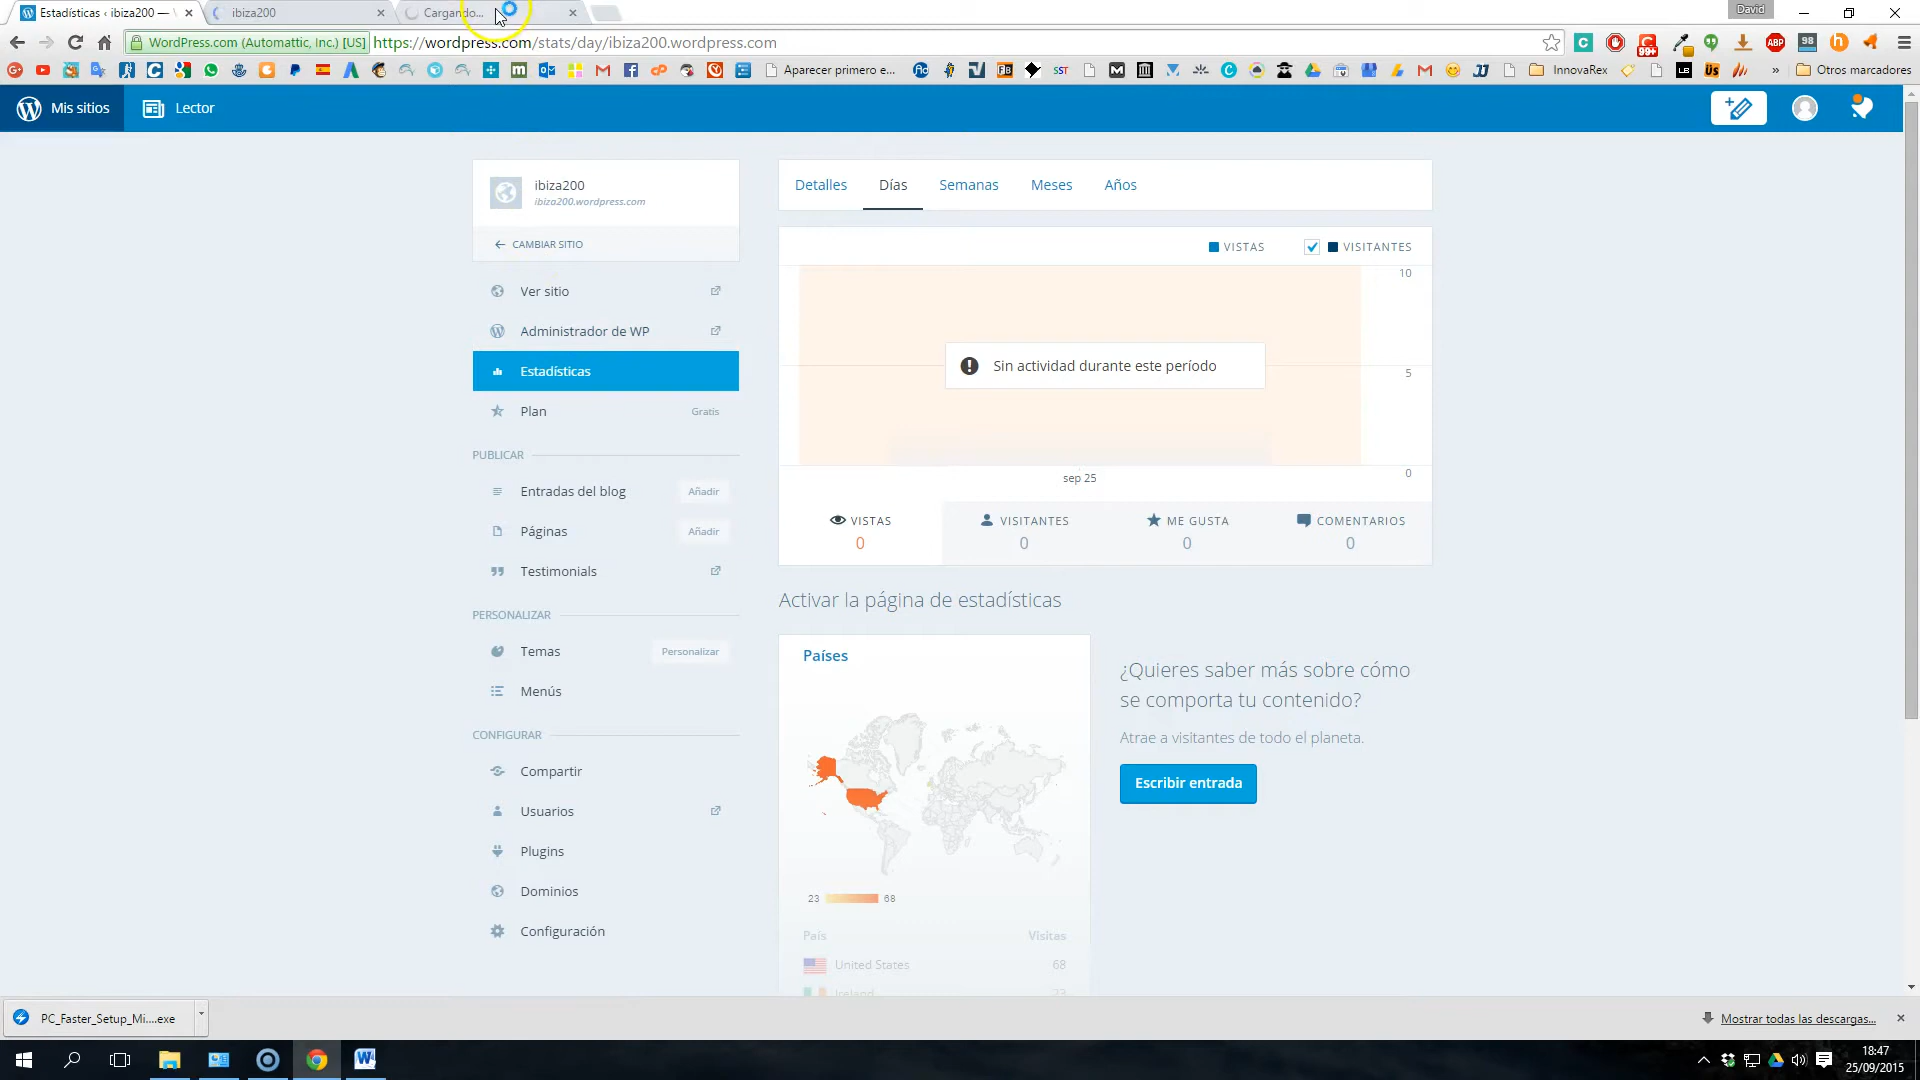 Estadísticas ‹ ibiza200 —
ibiza200
Cargando...
David
WordPress.com (Automattic, Inc.) [US]
https://wordpress.com/stats/day/ibiza200.wordpress.com
99+
ABP
98
Aparecer primero e...
SST
InnovaRex
»
Otros marcadores
Mis sitios
Lector
ibiza200
ibiza200.wordpress.com
CAMBIAR SITIO
Ver sitio
Administrador de WP
Estadísticas
Plan
Gratis
PUBLICAR
Entradas del blog
Añadir
Páginas
Añadir
Testimonials
PERSONALIZAR
Temas
Personalizar
Menús
CONFIGURAR
Compartir
Usuarios
Plugins
Dominios
Configuración
Detalles
Días
Semanas
Meses
Años
VISTAS
VISITANTES
10
Sin actividad durante este período
5
0
sep 25
VISTAS
0
VISITANTES
0
ME GUSTA
0
COMENTARIOS
0
Activar la página de estadísticas
Países
23
68
País
Visitas
United States
68
Ireland
23
¿Quieres saber más sobre cómo
se comporta tu contenido?
Atrae a visitantes de todo el planeta.
Escribir entrada
PC_Faster_Setup_Mi....exe
Mostrar todas las descargas...
18:47
25/09/2015